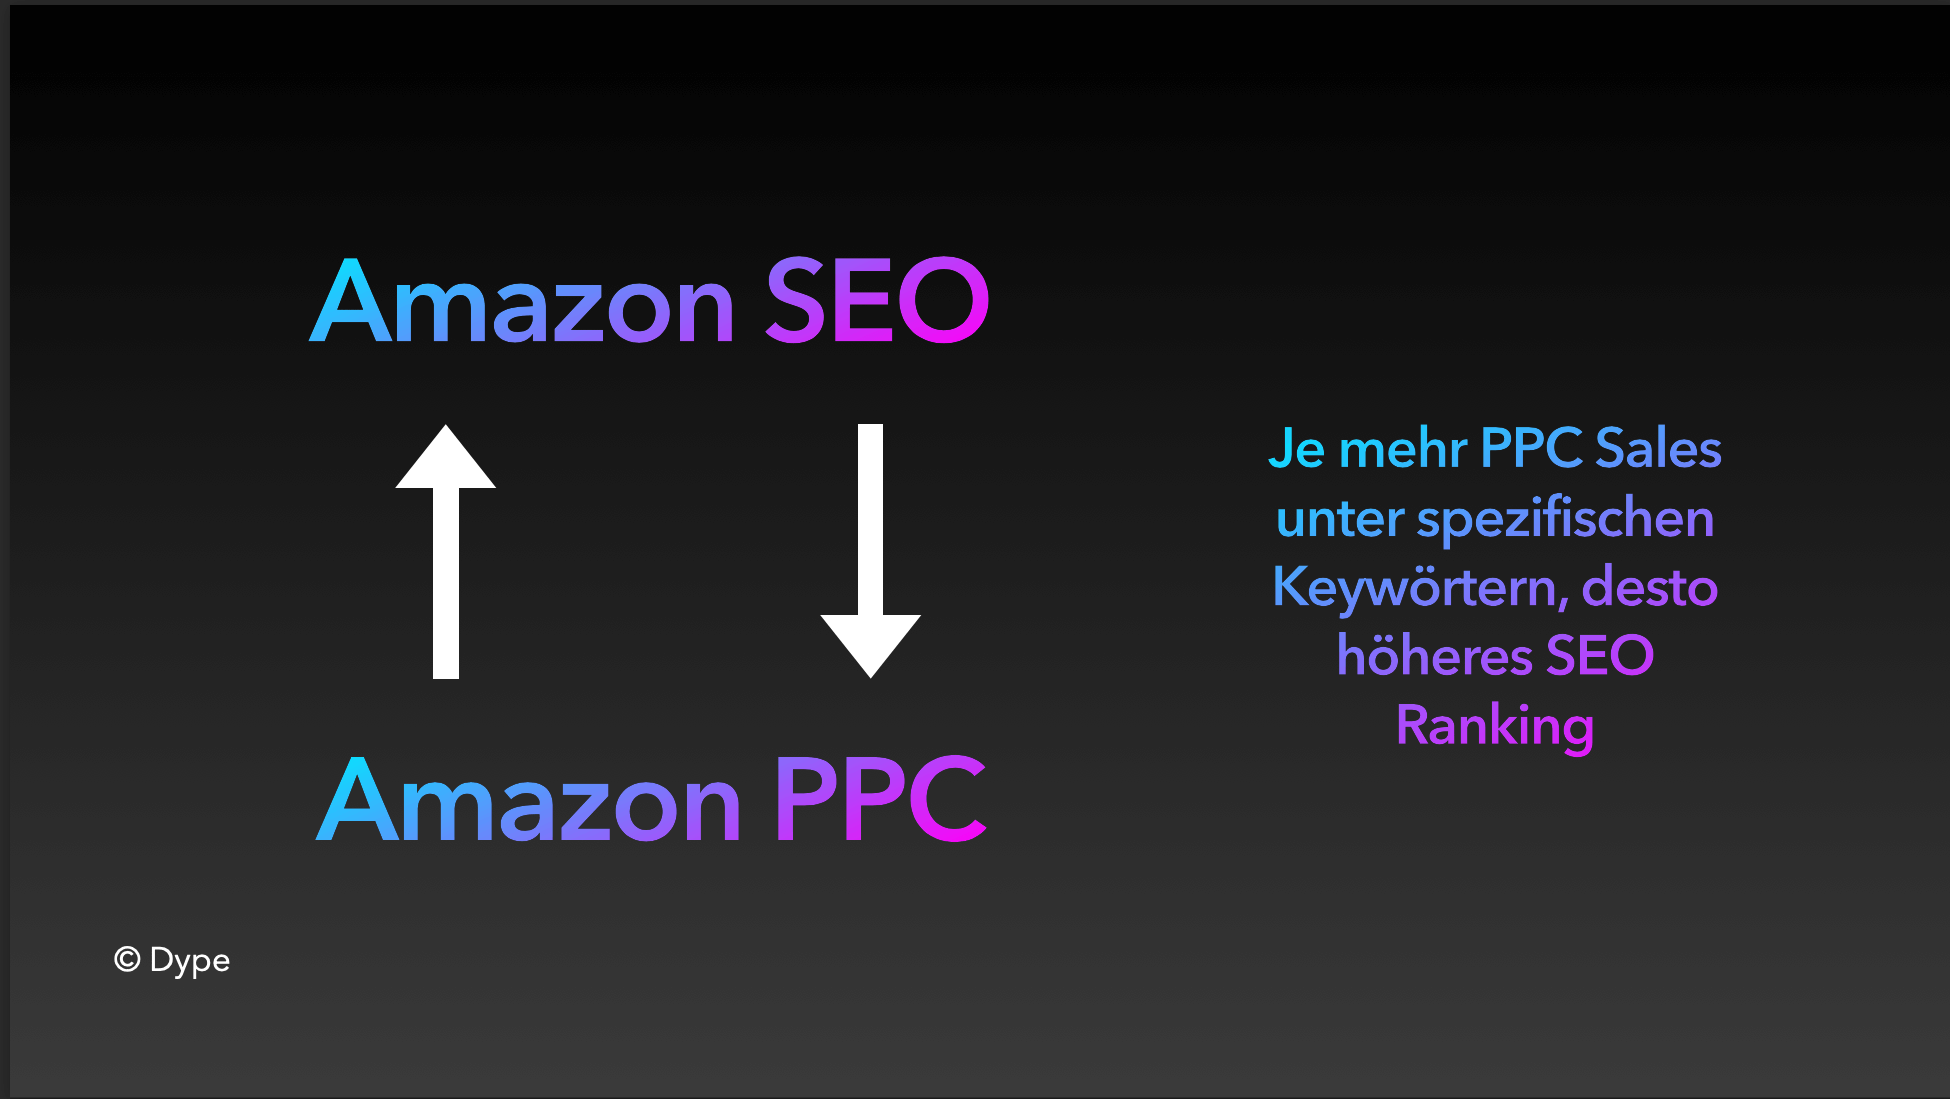 Amazon SEO
Je mehr PPC Sales
unter spezifischen
Keywörtern, desto
höheres SEO
Ranking
Amazon PPC
© Dype